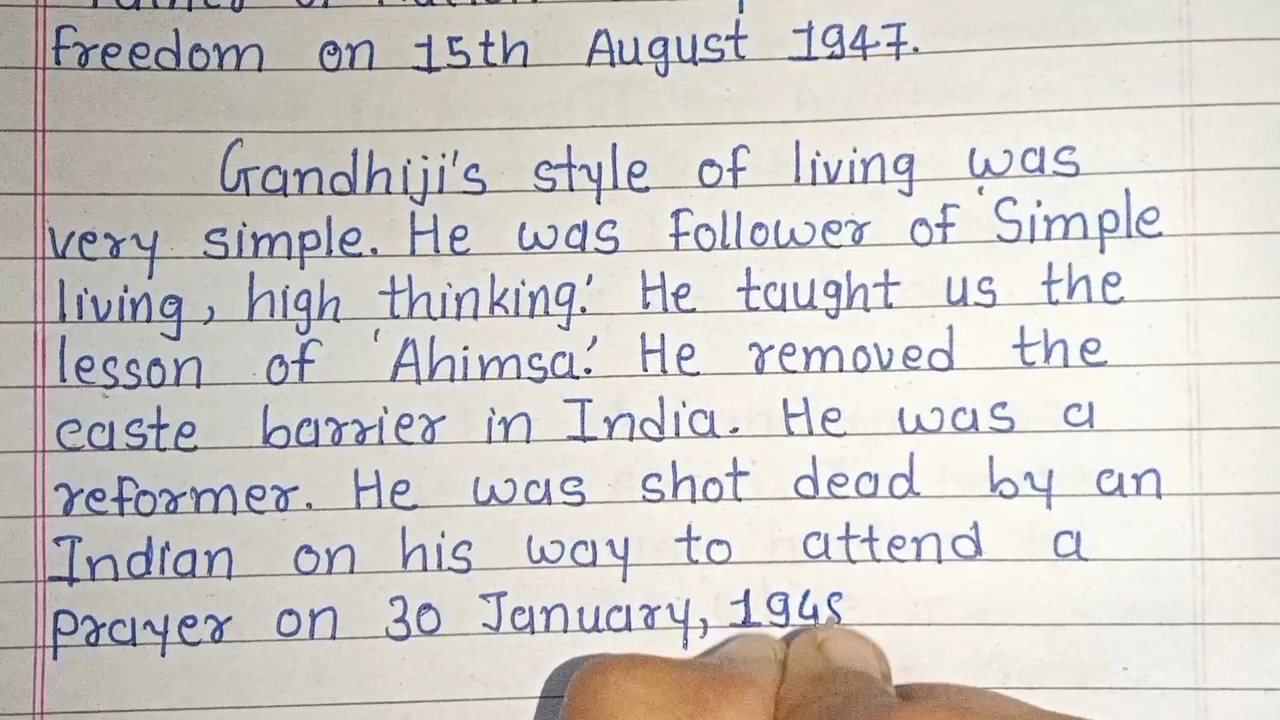 freedom on 15th August 1947.
Gandhiji's style of living was
very simple. He was follower of 'Simple
living, high thinking.' He taught us the
lesson of 'Ahimsa.' He removed the
caste barrier in India. He was a
reformer. He was shot dead by an
Indian on his way to attend a
prayer on 30 January, 194